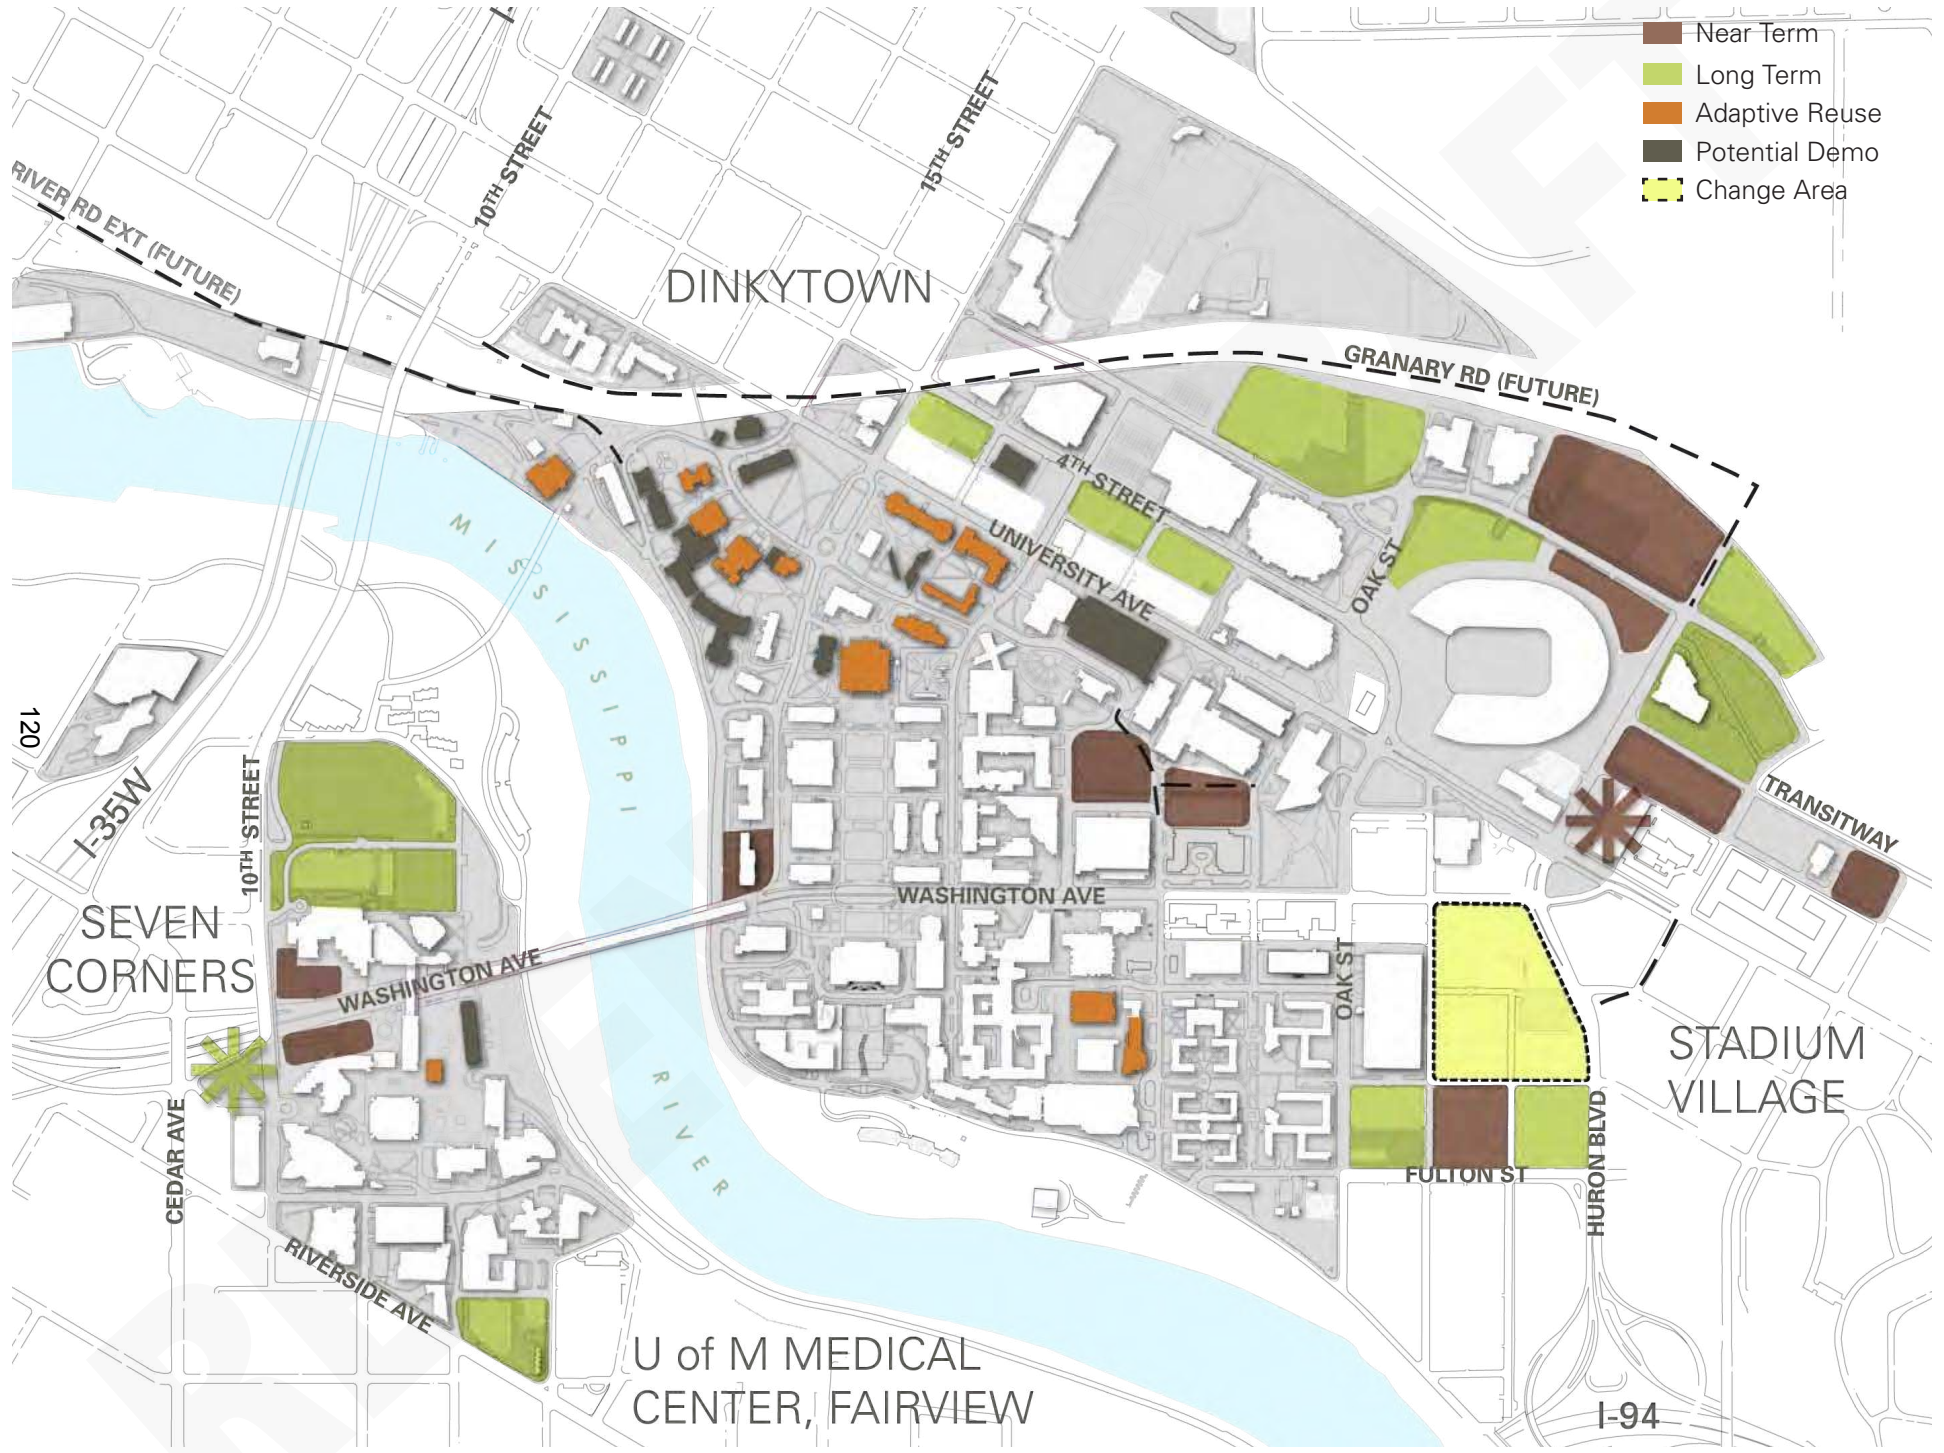 Near Term
Long Term
Adaptive Reuse
Potential Demo
Change Area
10TH STREET
15TH STREET
RIVER RD EXT (FUTURE)
DINKYTOWN
GRANARY RD (FUTURE)
4TH STREET
UNIVERSITY AVE
OAK ST
MISSISSIPPI
120
I-35W
10TH STREET
TRANSITWAY
WASHINGTON AVE
SEVEN
CORNERS
WASHINGTON AVE
OAK ST
STADIUM
VILLAGE
RIVER
CEDAR AVE
HURON BLVD
FULTON ST
RIVERSIDE AVE
U of M MEDICAL
CENTER, FAIRVIEW
I-94